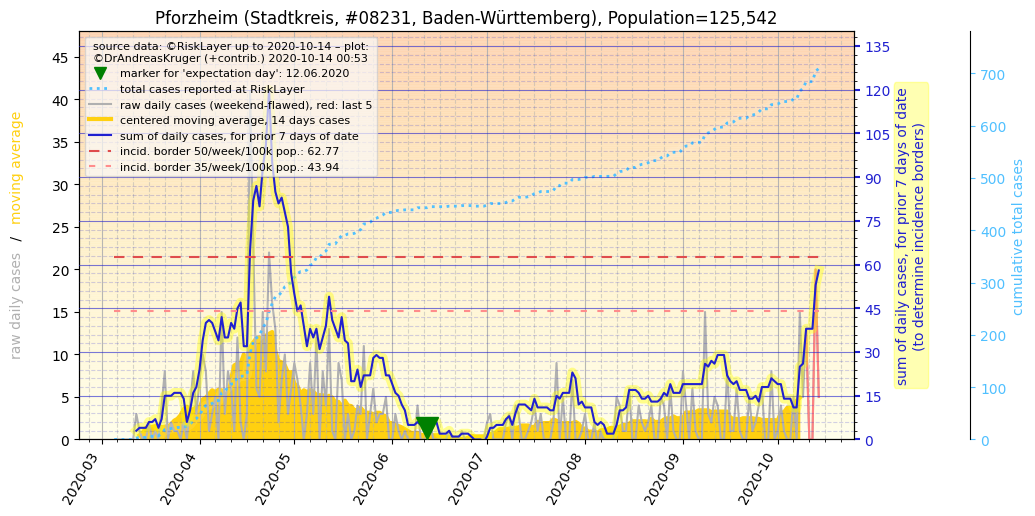 Pforzheim (Stadtkreis, #08231, Baden-Württemberg), Population=125,542
source data: ©RiskLayer up to 2020-10-14 – plot:
©DrAndreasKruger (+contrib.) 2020-10-14 00:53
marker for 'expectation day': 12.06.2020
total cases reported at RiskLayer
raw daily cases (weekend-flawed), red: last 5
centered moving average, 14 days cases
sum of daily cases, for prior 7 days of date
incid. border 50/week/100k pop.: 62.77
incid. border 35/week/100k pop.: 43.94
raw daily cases / moving average
45
40
35
30
25
20
15
10
5
0
2020-03
2020-04
2020-05
2020-06
2020-07
2020-08
2020-09
2020-10
135
120
105
90
75
60
45
30
15
0
sum of daily cases, for prior 7 days of date
(to determine incidence borders)
700
600
500
400
300
200
100
0
cumulative total cases